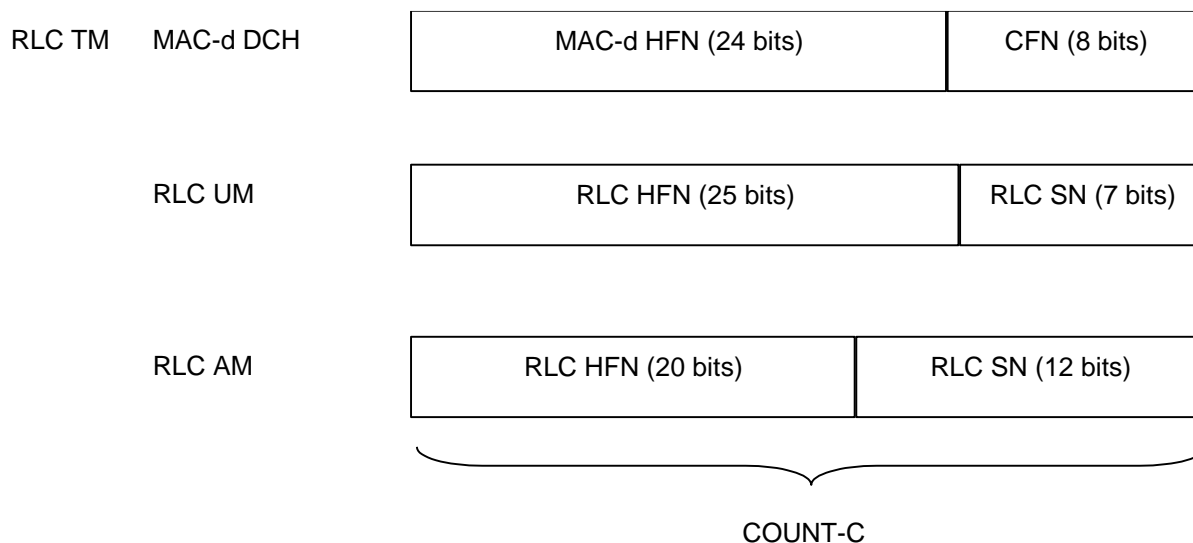 RLC TM MAC-d DCH MAC-d HFN (24 bits) CFN (8 bits)
RLC UM RLC HFN (25 bits) RLC SN (7 bits)
RLC AM RLC HFN (20 bits) RLC SN (12 bits)
COUNT-C